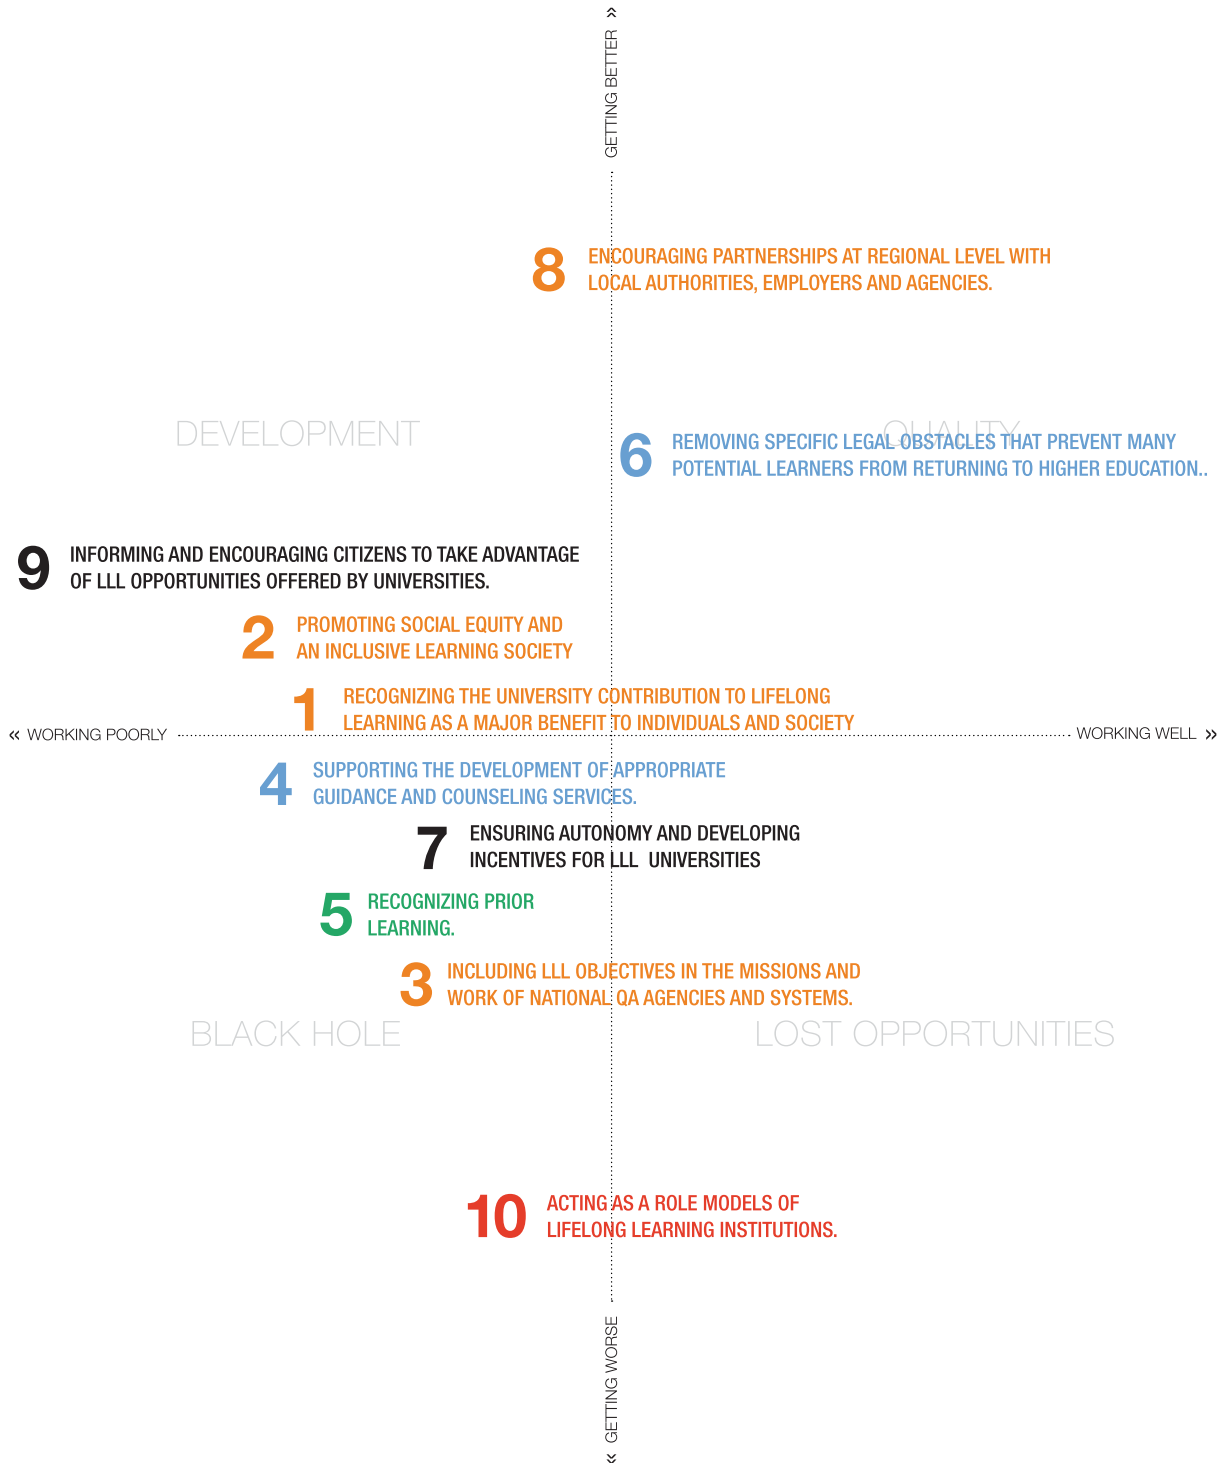 » GETTING BETTER
8 ENCOURAGING PARTNERSHIPS AT REGIONAL LEVEL WITH
LOCAL AUTHORITIES, EMPLOYERS AND AGENCIES.
DEVELOPMENT
QUALITY
6 REMOVING SPECIFIC LEGAL OBSTACLES THAT PREVENT MANY
POTENTIAL LEARNERS FROM RETURNING TO HIGHER EDUCATION..
9 INFORMING AND ENCOURAGING CITIZENS TO TAKE ADVANTAGE
OF LLL OPPORTUNITIES OFFERED BY UNIVERSITIES.
2 PROMOTING SOCIAL EQUITY AND
AN INCLUSIVE LEARNING SOCIETY
1 RECOGNIZING THE UNIVERSITY CONTRIBUTION TO LIFELONG
LEARNING AS A MAJOR BENEFIT TO INDIVIDUALS AND SOCIETY
« WORKING POORLY
WORKING WELL »
4 SUPPORTING THE DEVELOPMENT OF APPROPRIATE
GUIDANCE AND COUNSELING SERVICES.
7 ENSURING AUTONOMY AND DEVELOPING
INCENTIVES FOR LLL UNIVERSITIES
5 RECOGNIZING PRIOR
LEARNING.
3 INCLUDING LLL OBJECTIVES IN THE MISSIONS AND
WORK OF NATIONAL QA AGENCIES AND SYSTEMS.
BLACK HOLE
LOST OPPORTUNITIES
10 ACTING AS A ROLE MODELS OF
LIFELONG LEARNING INSTITUTIONS.
« GETTING WORSE